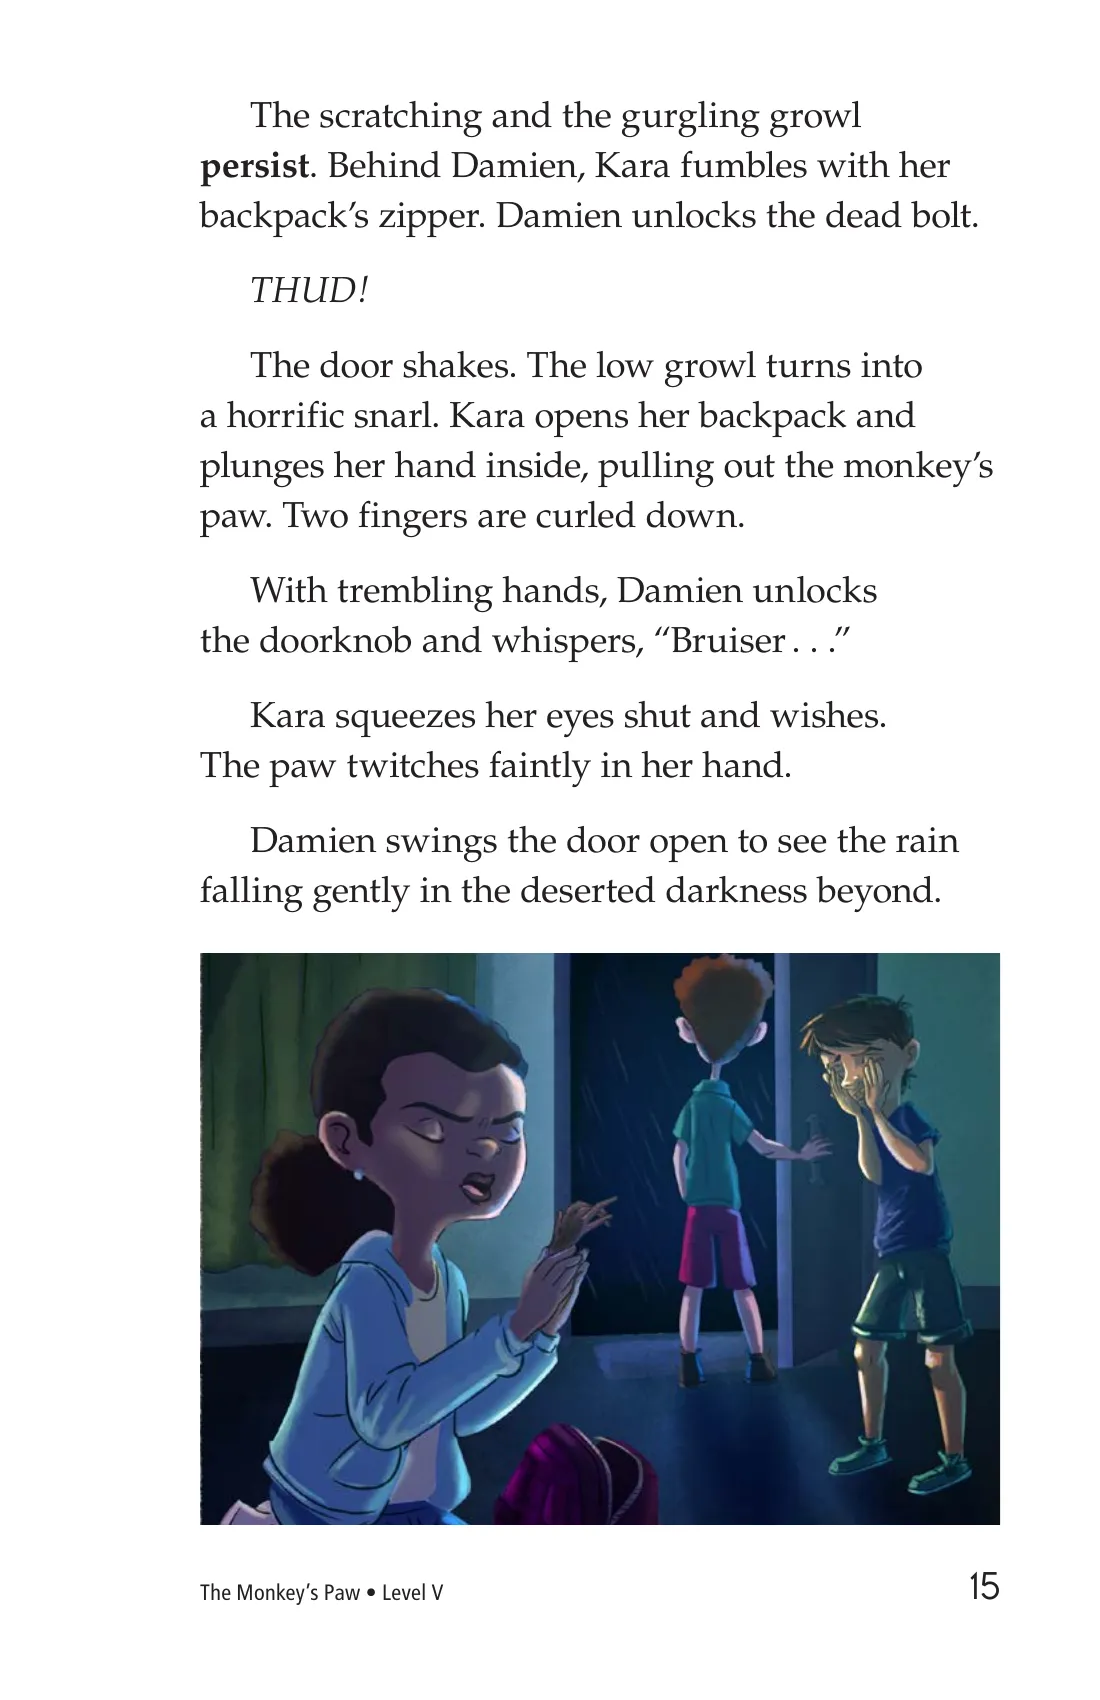 The scratching and the gurgling growl
persist. Behind Damien, Kara fumbles with her
backpack’s zipper. Damien unlocks the dead bolt.
THUD!
The door shakes. The low growl turns into
a horrific snarl. Kara opens her backpack and
plunges her hand inside, pulling out the monkey’s
paw. Two fingers are curled down.
With trembling hands, Damien unlocks
the doorknob and whispers, “Bruiser . . .”
Kara squeezes her eyes shut and wishes.
The paw twitches faintly in her hand.
Damien swings the door open to see the rain
falling gently in the deserted darkness beyond.
The Monkey’s Paw • Level V
15